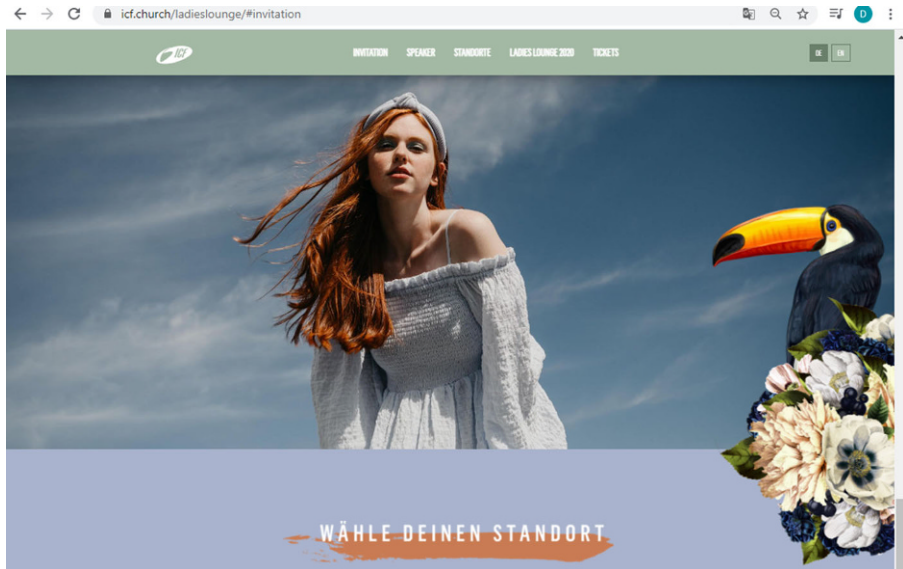 icf.church/ladieslounge/#invitation
D
ICF
INVITATION SPEAKER STANDORTE LADIES LOUNGE 2020 TICKETS
DE EN
WÄHLE DEINEN STANDORT